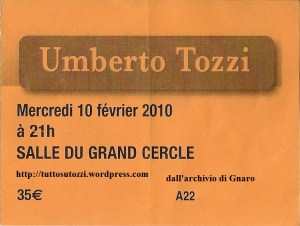 Umberto Tozzi
Mercredi 10 février 2010
à 21h
SALLE DU GRAND CERCLE
http://tuttosutozzi.wordpress.com dall'archivio di Gnaro
35€ A22